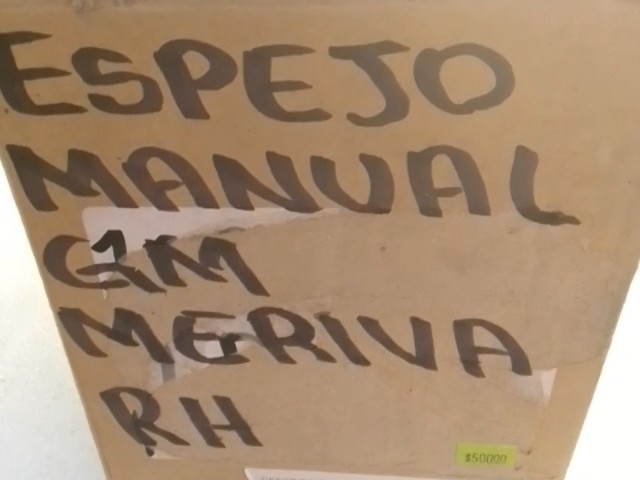 ESPEJO
MANUAL
GM
MERIVA
RH
$50000